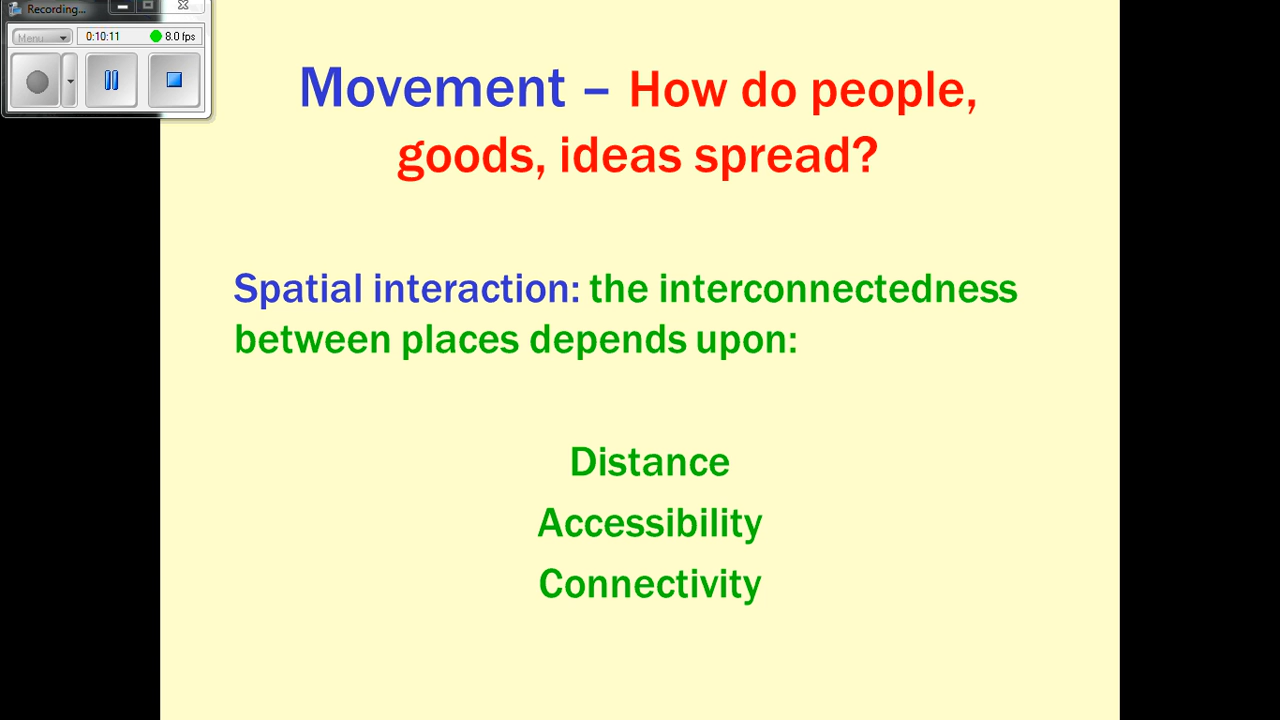 Recording...
Menu
0:10:11
8.0 fps
Movement – How do people,
goods, ideas spread?
Spatial interaction: the interconnectedness
between places depends upon:
Distance
Accessibility
Connectivity